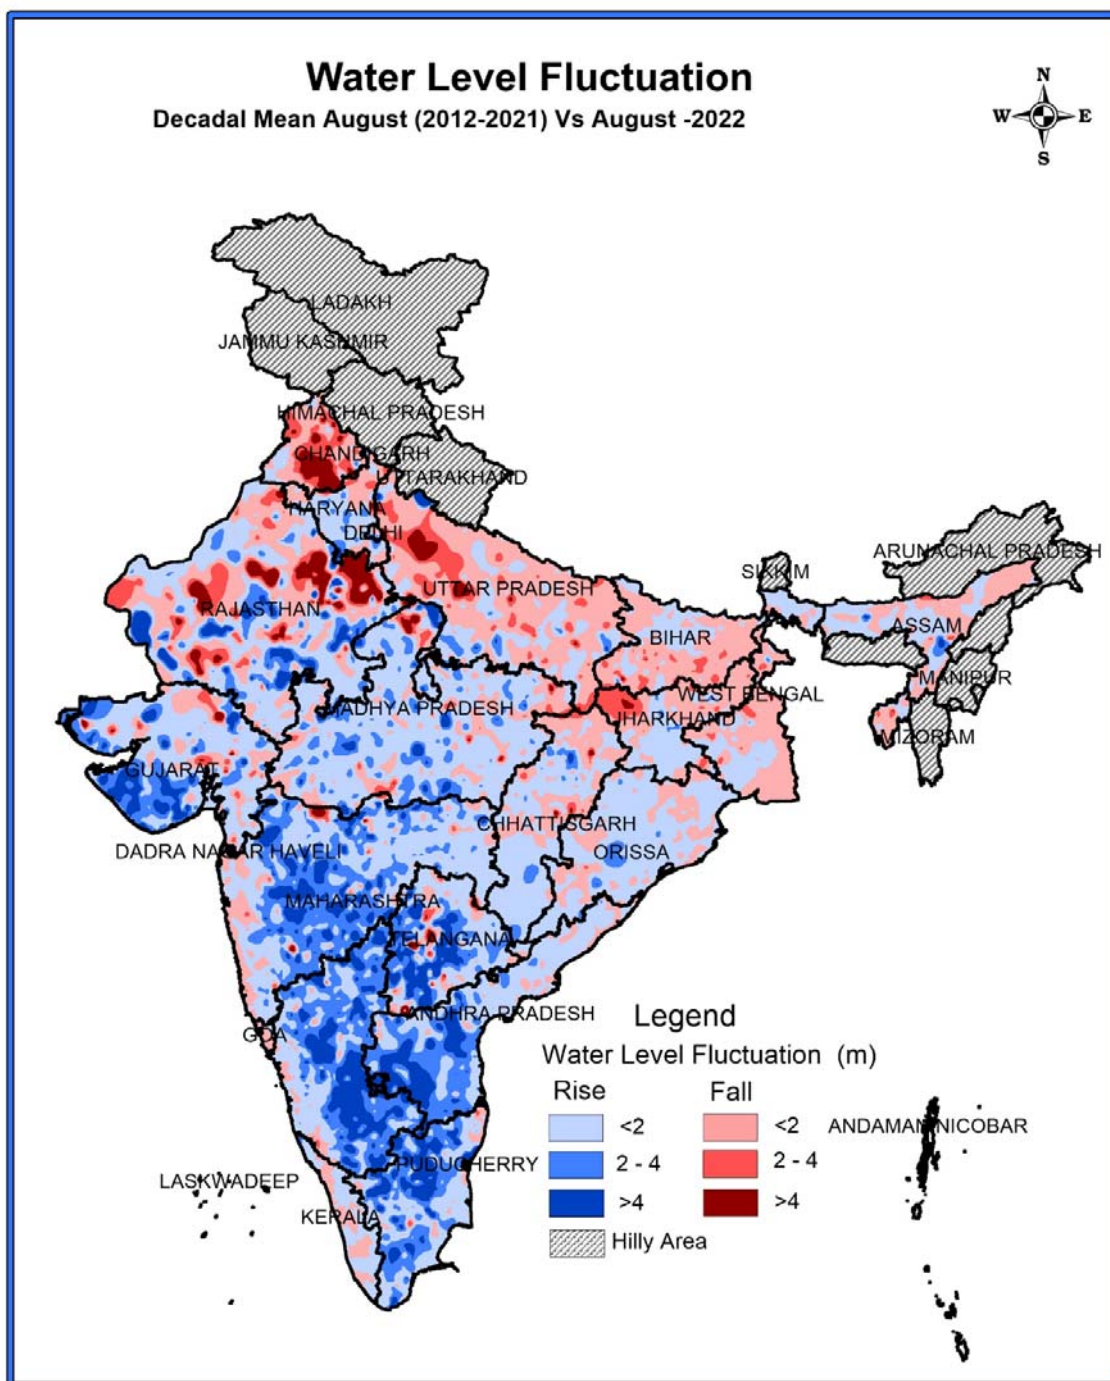 Water Level Fluctuation
Decadal Mean August (2012-2021) Vs August -2022
N
W E
S
LADAKH
JAMMU KASHMIR
HIMACHAL PRADESH
CHANDIGARH
UTTARAKHAND
HARYANA
DELHI
ARUNACHAL PRADESH
SIKKIM
UTTAR PRADESH
RAJASTHAN
ASSAM
BIHAR
MANIPUR
WEST BENGAL
MADHYA PRADESH
JHARKHAND
MIZORAM
GUJARAT
CHHATTISGARH
DADRA NAGAR HAVELI
ORISSA
MAHARASHTRA
TELANGANA
ANDHRA PRADESH
GOA
Legend
Water Level Fluctuation (m)
Rise Fall
<2 <2
2 - 4 2 - 4
>4 >4
Hilly Area
ANDAMAN NICOBAR
PUDUCHERRY
LASKWADEEP
KERALA